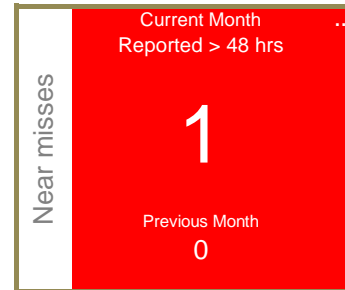 Near misses
Current Month
..
Reported > 48 hrs
1
Previous Month
0